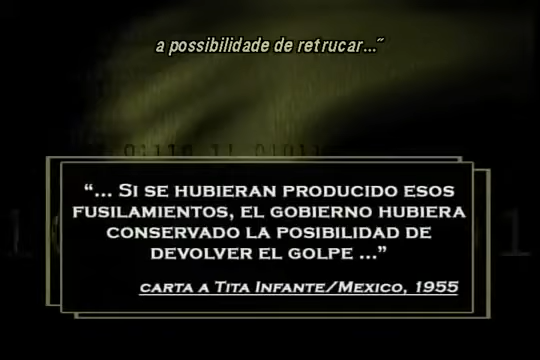 a possibilidade de retrucar..."
“... SI SE HUBIERAN PRODUCIDO ESOS
FUSILAMIENTOS, EL GOBIERNO HUBIERA
CONSERVADO LA POSIBILIDAD DE
DEVOLVER EL GOLPE ...”
CARTA A TITA INFANTE/MEXICO, 1955